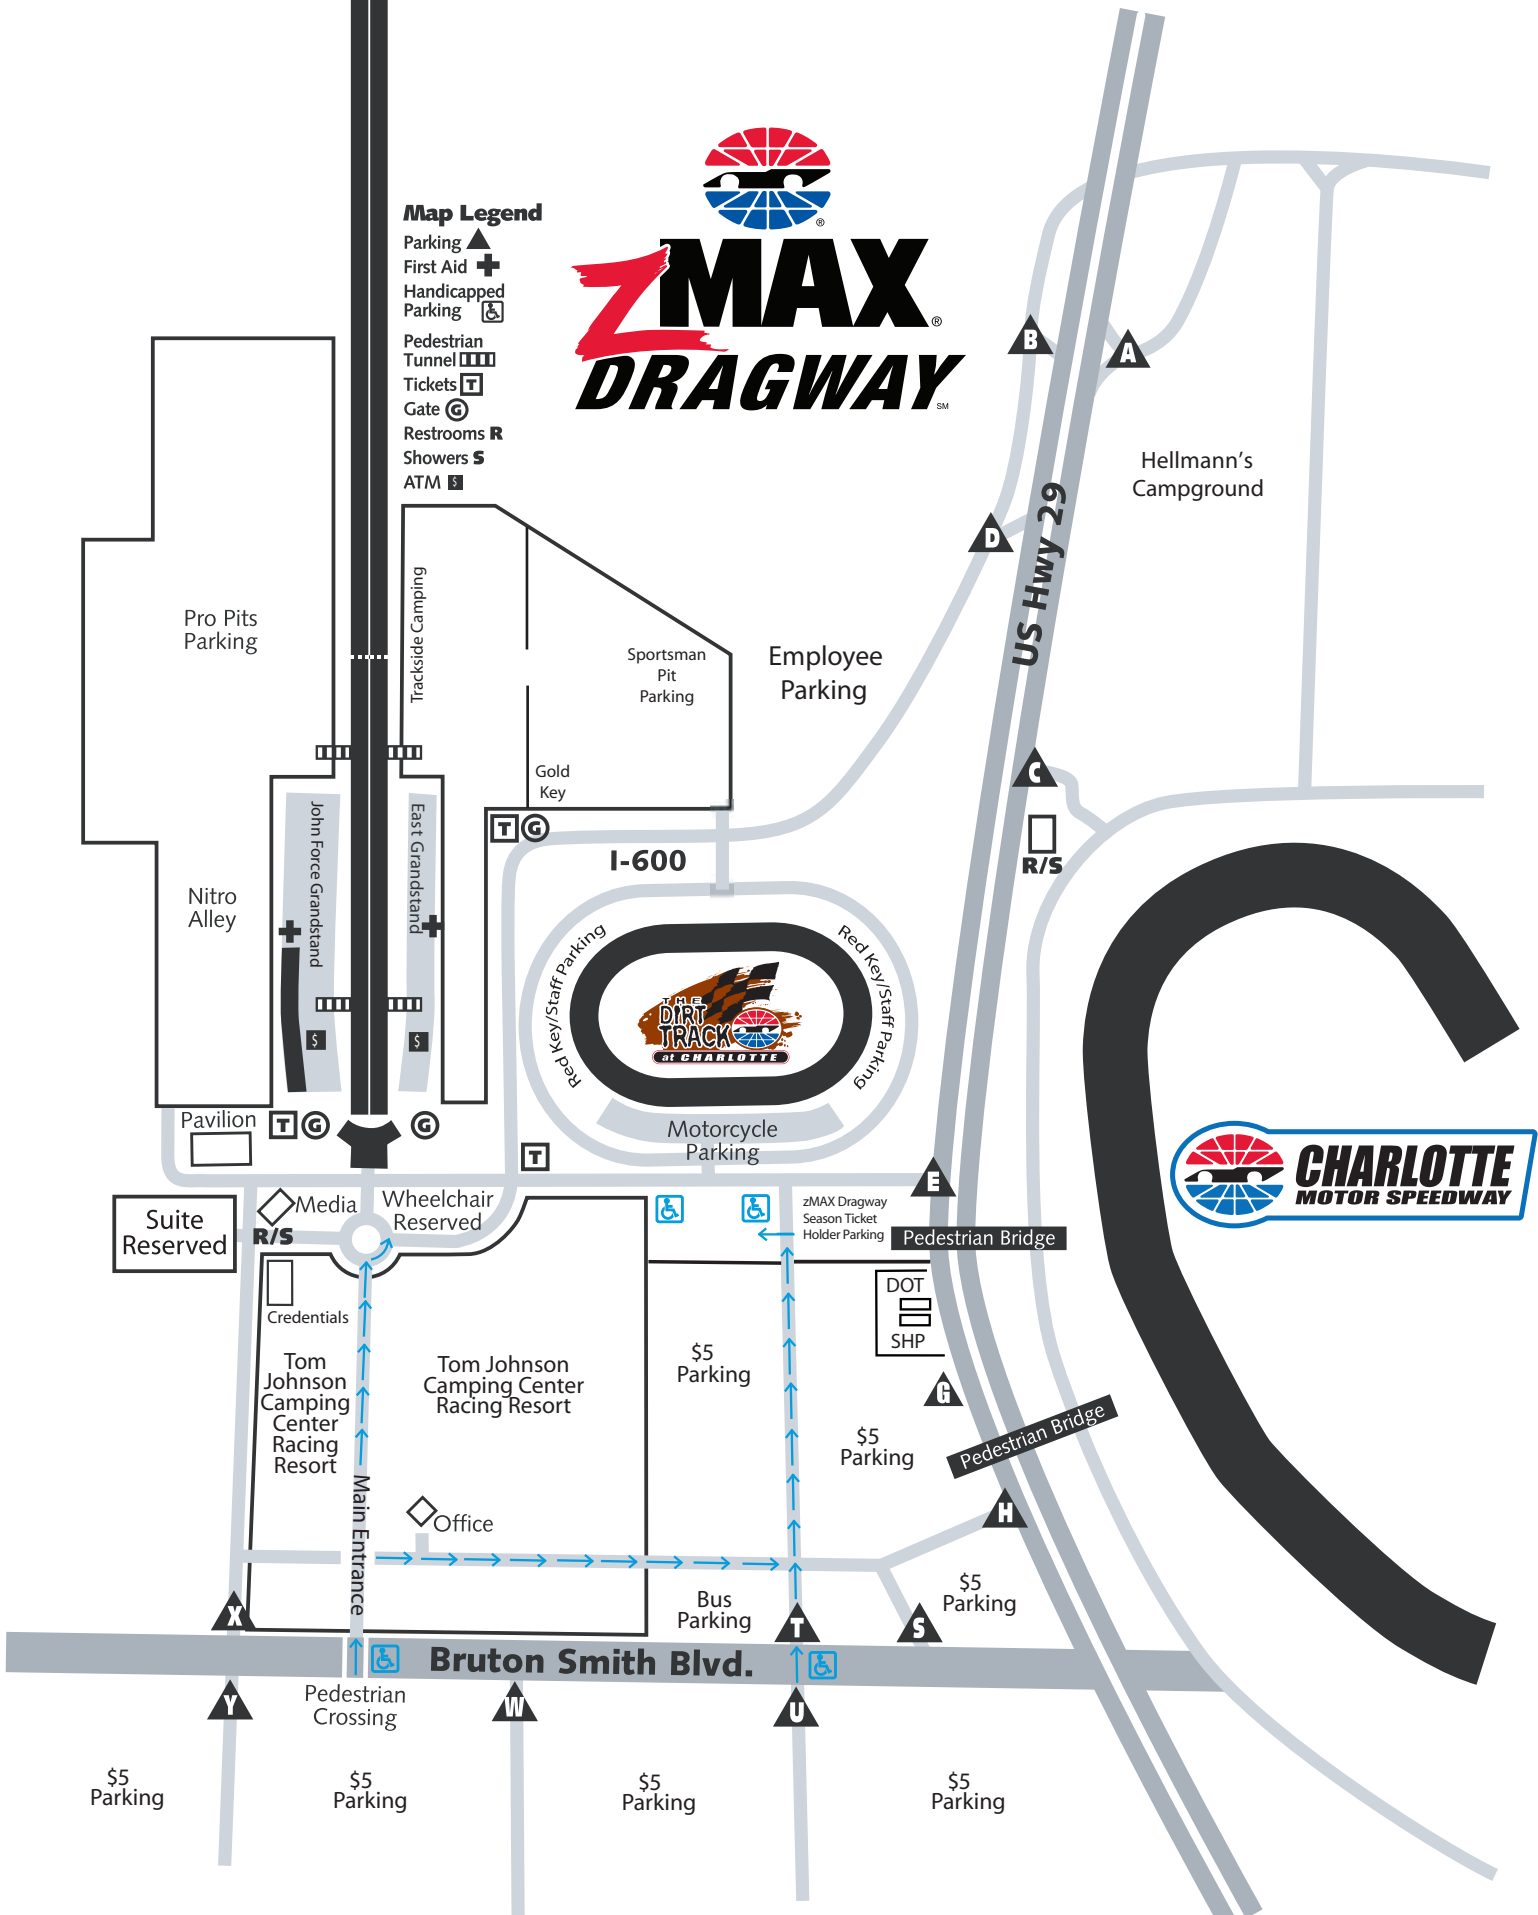 Map Legend
Parking
First Aid
Handicapped
Parking
Pedestrian
Tunnel
Tickets T
Gate G
Restrooms R
Showers S
ATM $
®
zMAX®
DRAGWAY
SM
B
A
Hellmann's
Campground
D
US Hwy 29
Pro Pits
Parking
Trackside Camping
Sportsman
Pit
Parking
Employee
Parking
Gold
Key
C
R/S
T G
I-600
John Force Grandstand
East Grandstand
Nitro
Alley
$
$
Red Key/Staff Parking
Red Key/Staff Parking
THE
DIRT
TRACK
at CHARLOTTE
Motorcycle
Parking
Pavilion
T G
G
T
CHARLOTTE
MOTOR SPEEDWAY
E
Suite
Reserved
Media
R/S
Wheelchair
Reserved
zMAX Dragway
Season Ticket
Holder Parking
Pedestrian Bridge
Credentials
DOT
SHP
Tom
Johnson
Camping
Center
Racing
Resort
Tom Johnson
Camping Center
Racing Resort
$5
Parking
G
$5
Parking
Pedestrian Bridge
Main Entrance
Office
H
Bus
Parking
$5
Parking
X
T
S
Bruton Smith Blvd.
Y
Pedestrian
Crossing
W
U
$5
Parking
$5
Parking
$5
Parking
$5
Parking